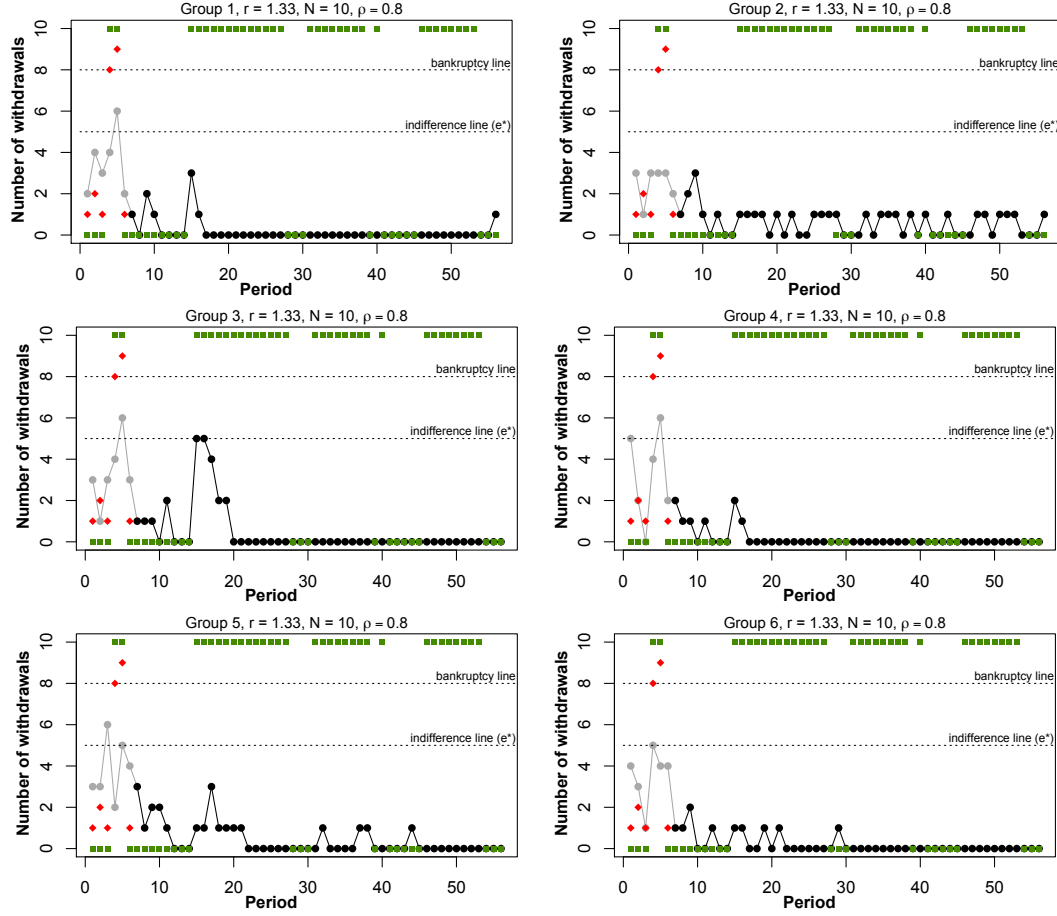 Group 1, r = 1.33, N = 10, ρ = 0.8
Number of withdrawals
0 2 4 6 8 10
bankruptcy line
indifference line (e*)
0 10 20 30 40 50
Period
Group 2, r = 1.33, N = 10, ρ = 0.8
Number of withdrawals
0 2 4 6 8 10
bankruptcy line
indifference line (e*)
0 10 20 30 40 50
Period
Group 3, r = 1.33, N = 10, ρ = 0.8
Number of withdrawals
0 2 4 6 8 10
bankruptcy line
indifference line (e*)
0 10 20 30 40 50
Period
Group 4, r = 1.33, N = 10, ρ = 0.8
Number of withdrawals
0 2 4 6 8 10
bankruptcy line
indifference line (e*)
0 10 20 30 40 50
Period
Group 5, r = 1.33, N = 10, ρ = 0.8
Number of withdrawals
0 2 4 6 8 10
bankruptcy line
indifference line (e*)
0 10 20 30 40 50
Period
Group 6, r = 1.33, N = 10, ρ = 0.8
Number of withdrawals
0 2 4 6 8 10
bankruptcy line
indifference line (e*)
0 10 20 30 40 50
Period